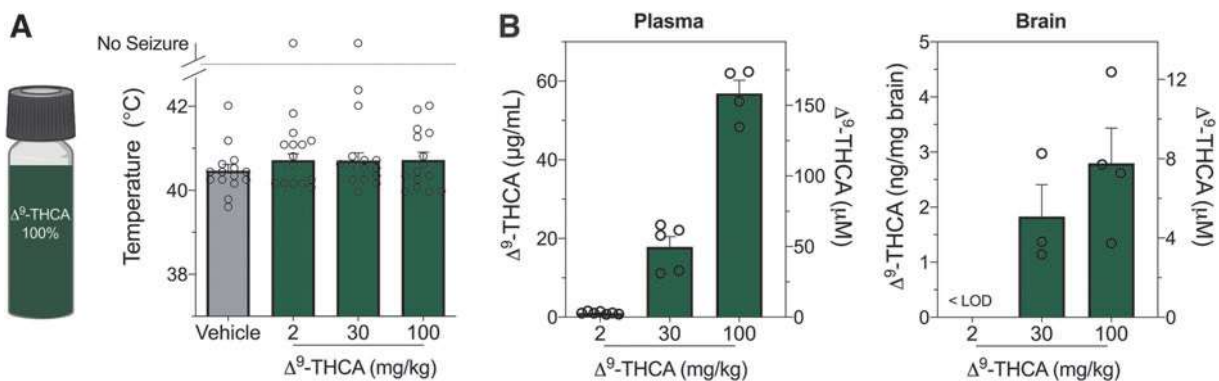 A
No Seizure
42
40
38
Temperature (°C)
Δ⁹-THCA
100%
Vehicle
2
30
100
Δ⁹-THCA (mg/kg)
B
Plasma
60
40
20
0
Δ⁹-THCA (μg/mL)
150
100
50
0
Δ⁹-THCA (μM)
2
30
100
Δ⁹-THCA (mg/kg)
Brain
5
4
3
2
1
0
Δ⁹-THCA (ng/mg brain)
< LOD
12
8
4
0
Δ⁹-THCA (μM)
2
30
100
Δ⁹-THCA (mg/kg)